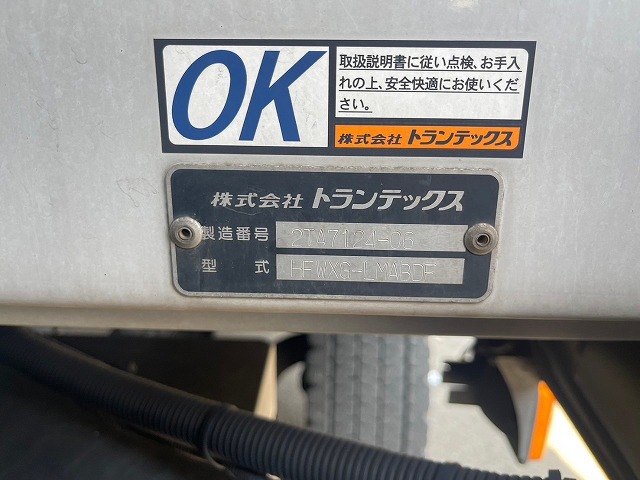 OK
取扱説明書に従い点検、お手入
れの上、安全快適にお使いくだ
さい。
株式会社 トランテックス
株式会社 トランテックス
製造番号 2TA7124-06
型式 HFWXG-LMABDF